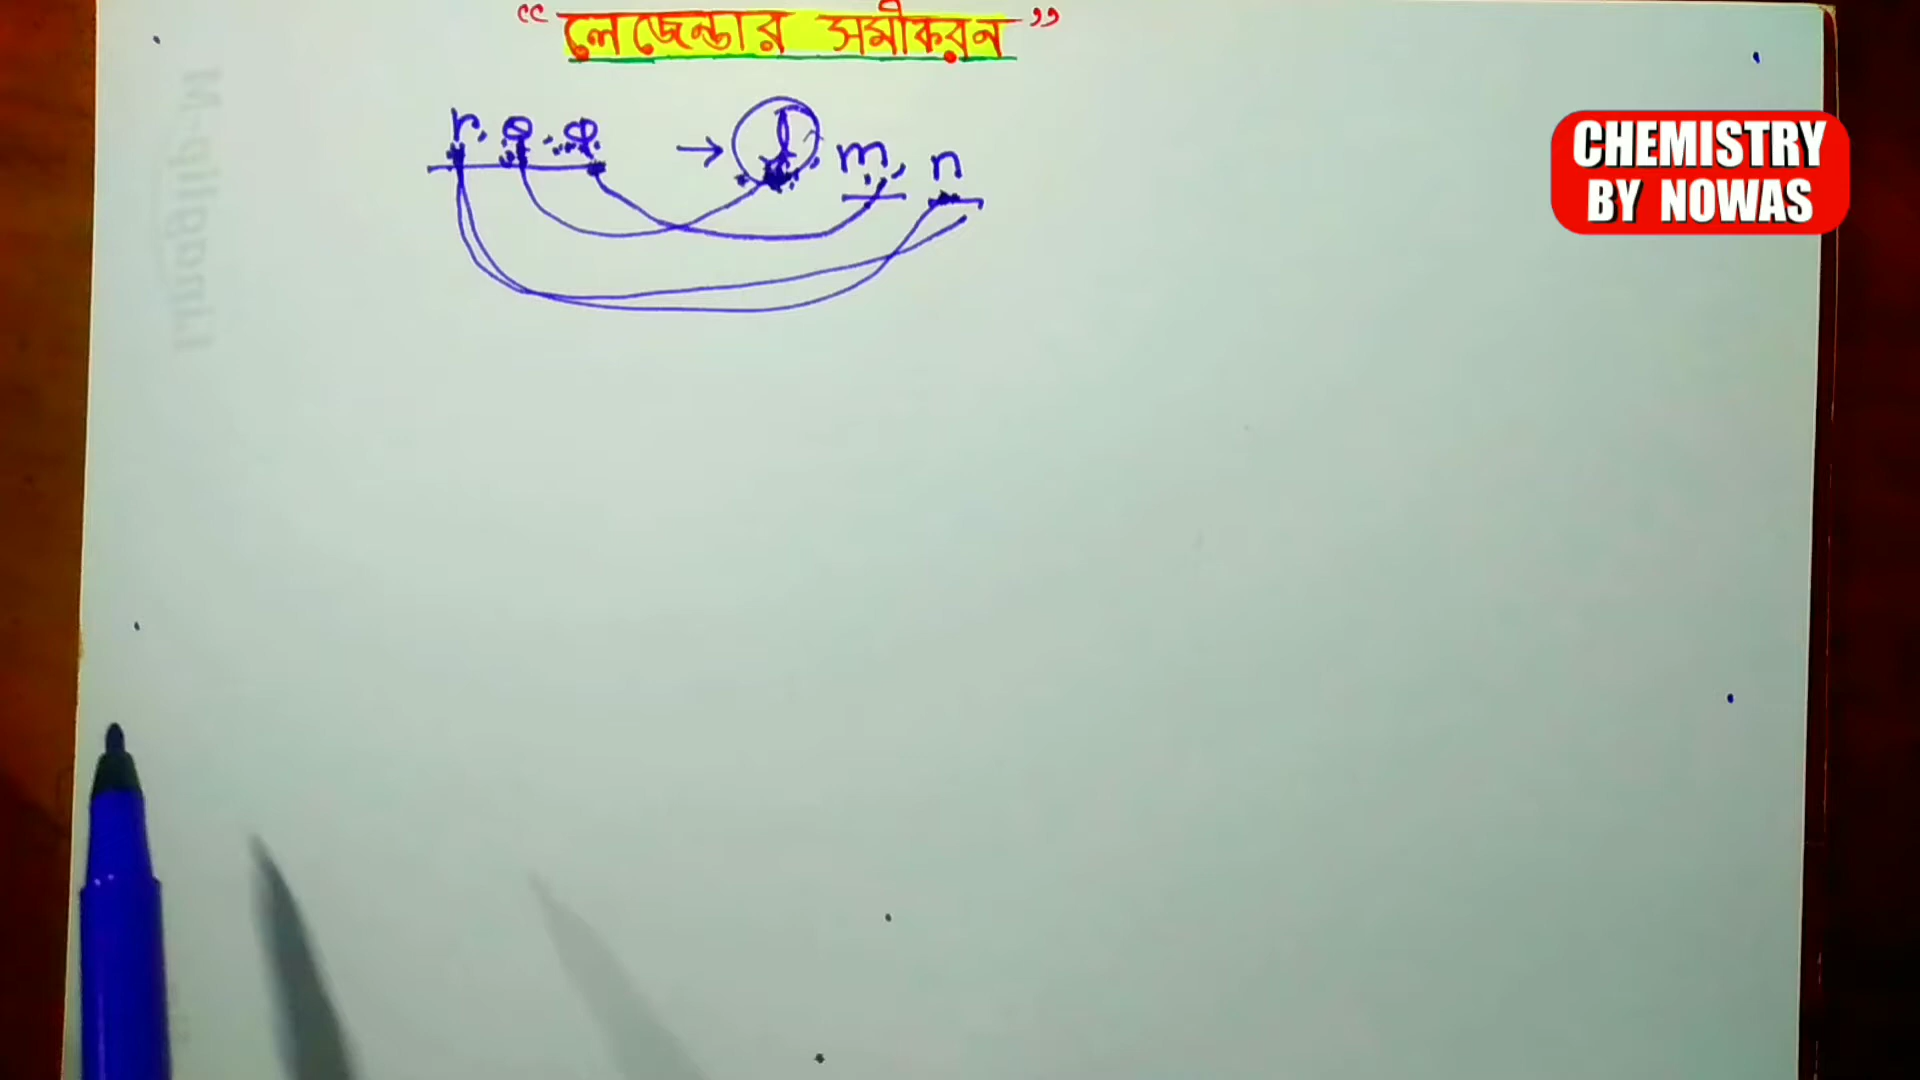 “লেজেন্ডার সমীকরন”
r, θ, φ → l, m, n
CHEMISTRY
BY NOWAS